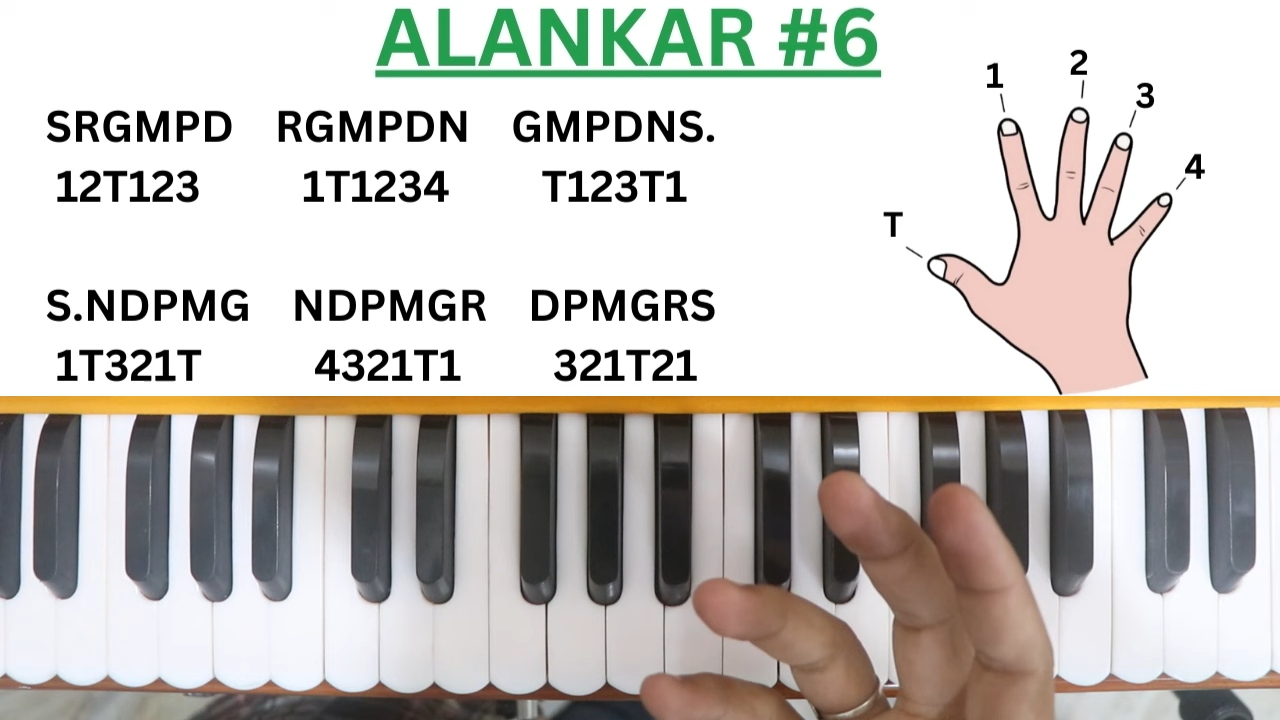 ALANKAR #6
SRGMPD RGMPDN GMPDNS.
12T123 1T1234 T123T1
S.NDPMG NDPMGR DPMGRS
1T321T 4321T1 321T21
T 1 2 3 4